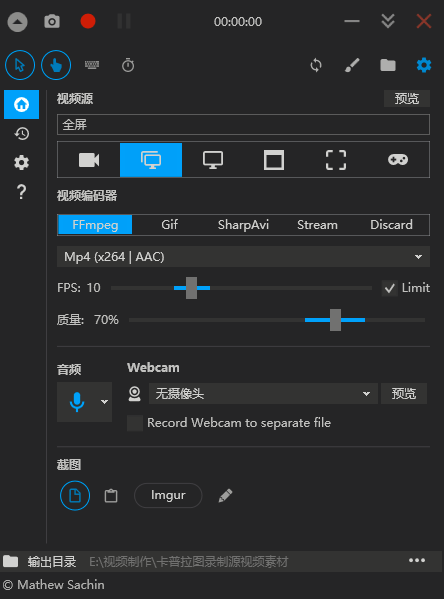 00:00:00
视频源
预览
全屏
视频编码器
FFmpeg Gif SharpAvi Stream Discard
Mp4 (x264 | AAC)
FPS: 10
Limit
质量: 70%
音频
Webcam
无摄像头
预览
Record Webcam to separate file
截图
Imgur
输出目录 E:\视频制作\卡普拉图录制源视频素材
© Mathew Sachin